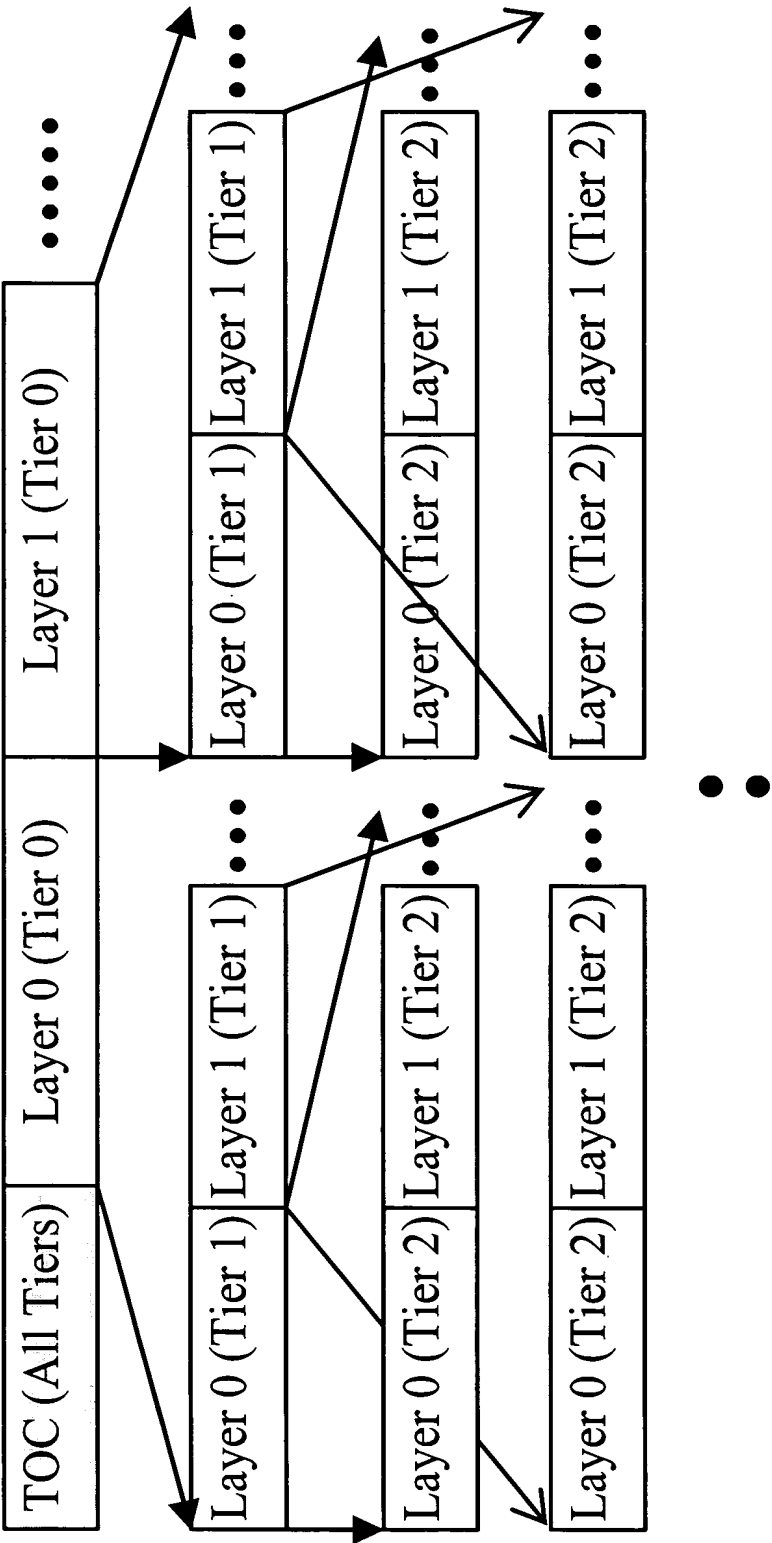 TOC (All Tiers) Layer 0 (Tier 0) Layer 1 (Tier 0)
Layer 0 (Tier 1) Layer 1 (Tier 1) Layer 0 (Tier 1) Layer 1 (Tier 1)
Layer 0 (Tier 2) Layer 1 (Tier 2) Layer 0 (Tier 2) Layer 1 (Tier 2)
Layer 0 (Tier 2) Layer 1 (Tier 2) Layer 0 (Tier 2) Layer 1 (Tier 2)